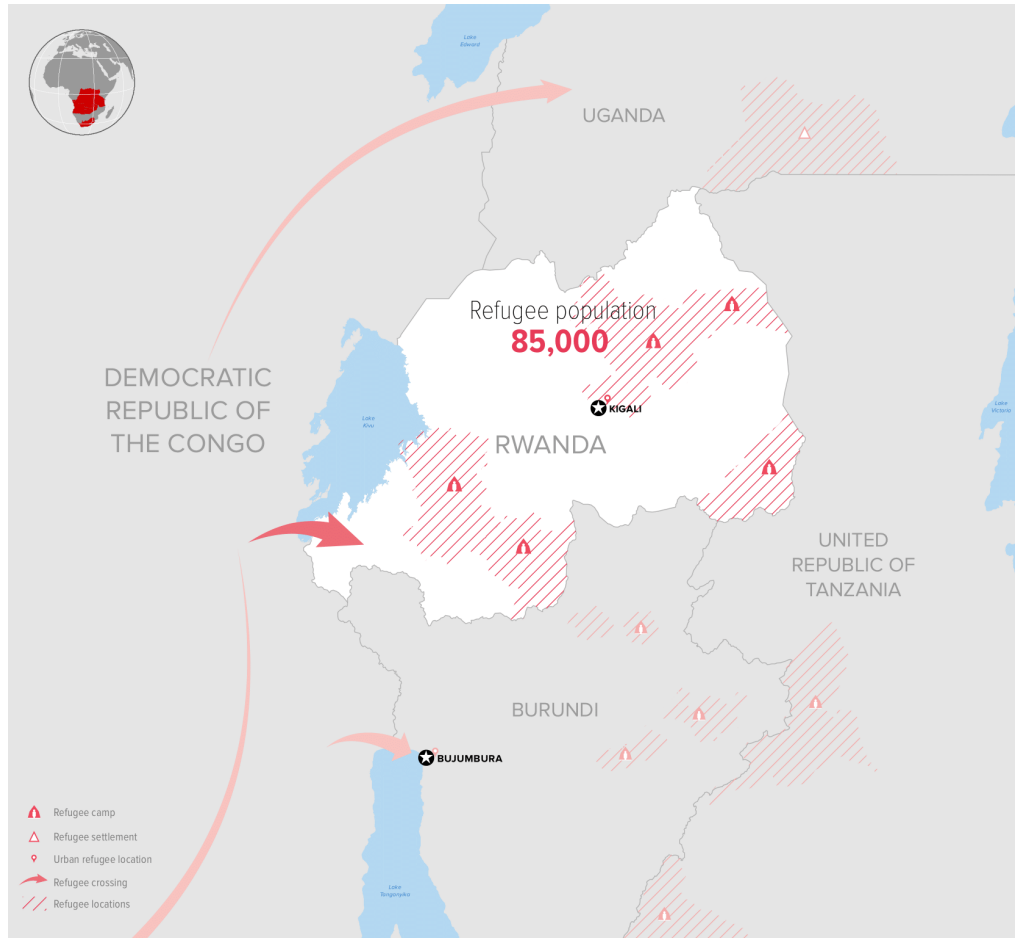 Lake
Edward
UGANDA
Refugee population
85,000
DEMOCRATIC
REPUBLIC OF
THE CONGO
Lake
Kivu
KIGALI
Lake
Victoria
RWANDA
UNITED
REPUBLIC OF
TANZANIA
BURUNDI
BUJUMBURA
Refugee camp
Refugee settlement
Urban refugee location
Refugee crossing
Refugee locations
Lake
Tanganyika